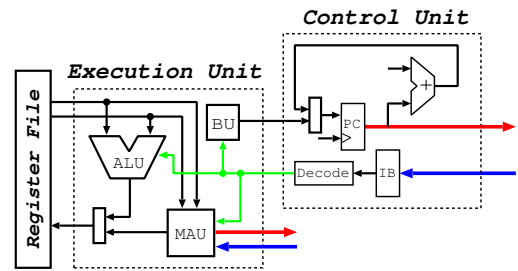 Control Unit
Execution Unit
Register File
BU
PC
+
ALU
Decode
IB
MAU